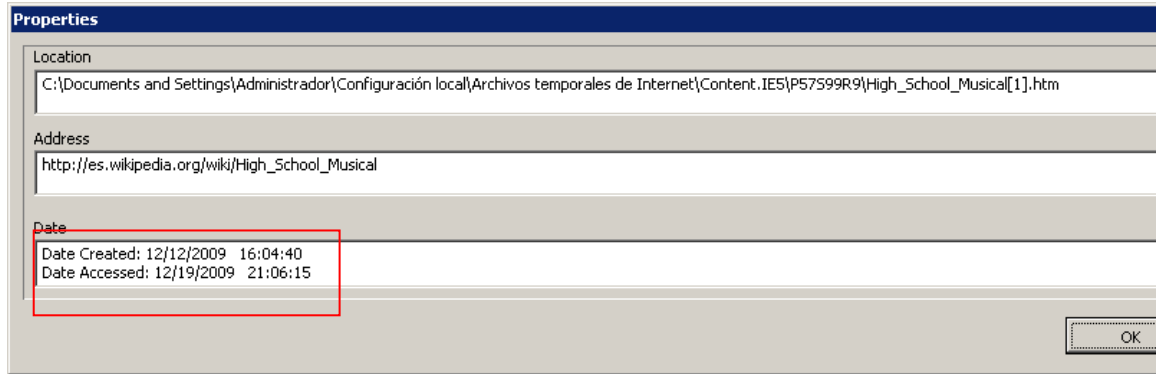 Properties
Location
C:\Documents and Settings\Administrador\Configuración local\Archivos temporales de Internet\Content.IE5\P57S99R9\High_School_Musical[1].htm
Address
http://es.wikipedia.org/wiki/High_School_Musical
Date
Date Created: 12/12/2009   16:04:40
Date Accessed: 12/19/2009   21:06:15
OK